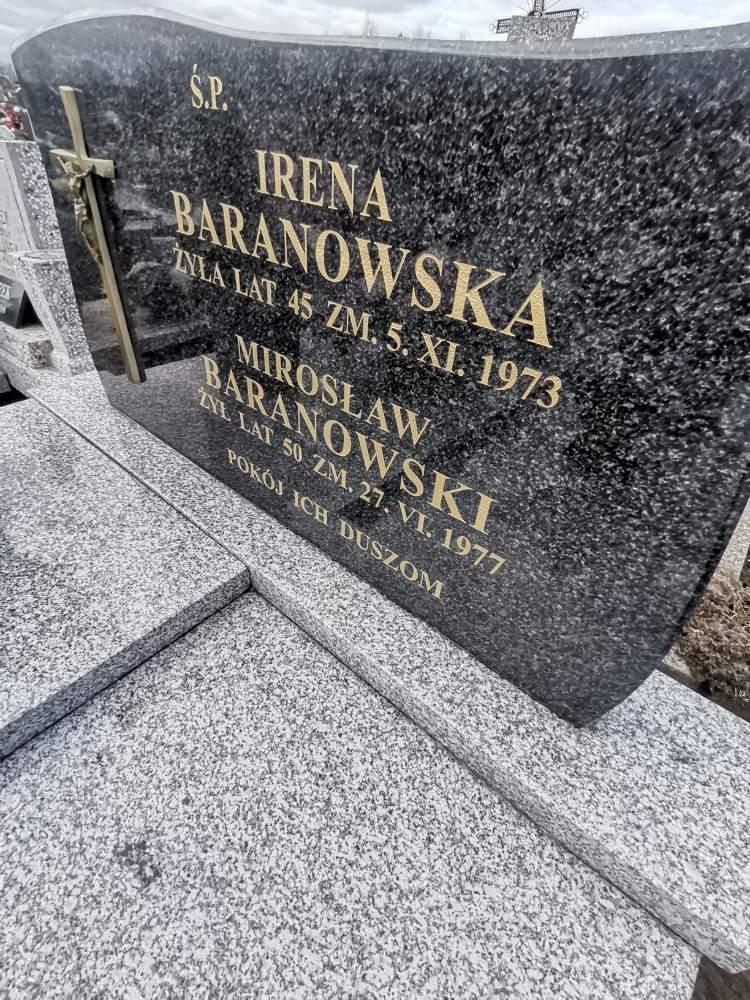 Ś.P.
IRENA
BARANOWSKA
ŻYŁA LAT 45 ZM. 5. XI. 1973
MIROSŁAW
BARANOWSKI
ŻYŁ LAT 50 ZM. 27. VI. 1977
POKÓJ ICH DUSZOM